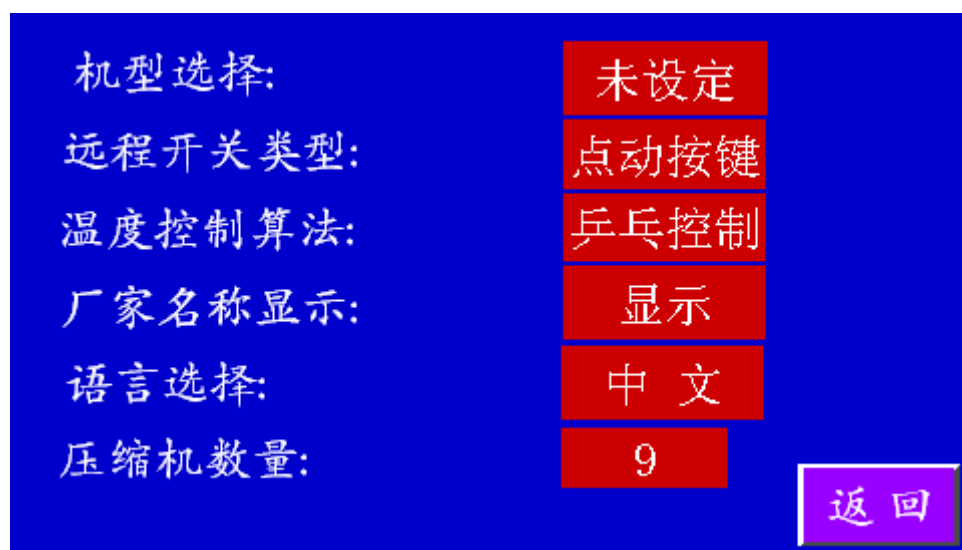 机型选择: 未设定
远程开关类型: 点动按键
温度控制算法: 乒乓控制
厂家名称显示: 显示
语言选择: 中 文
压缩机数量: 9
返 回